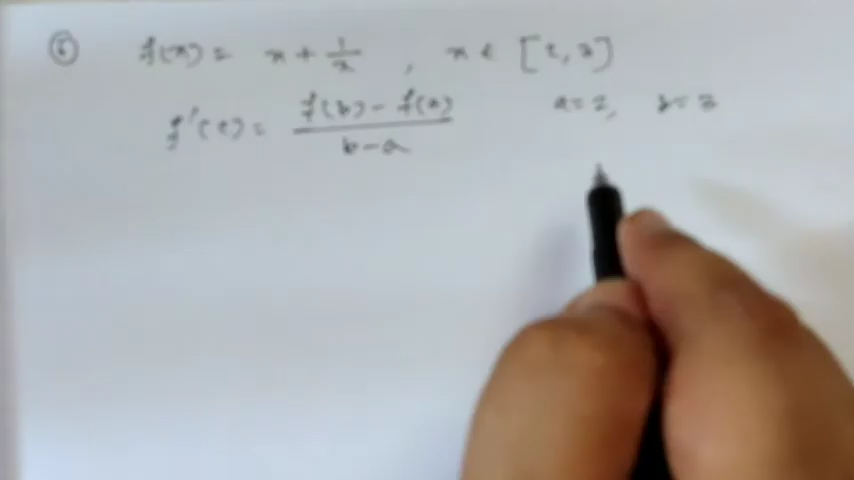 ⑥ f(x) = x + 1/x , x ∈ [2, 3]
f'(c) = f(b) - f(a) / b - a a = 2, b = 3